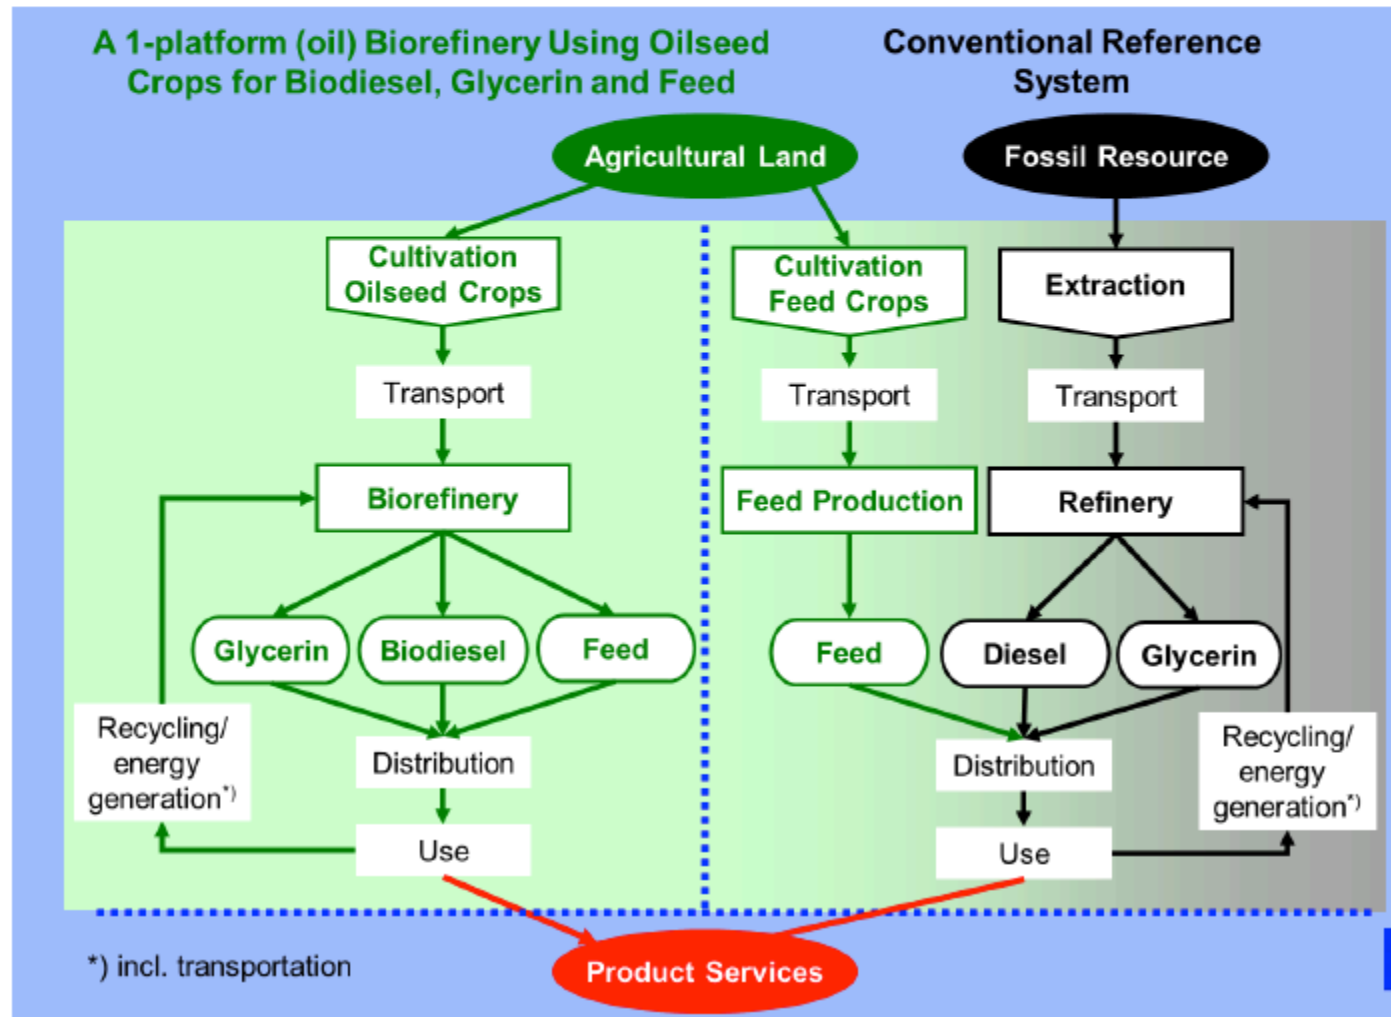 A 1-platform (oil) Biorefinery Using Oilseed
Crops for Biodiesel, Glycerin and Feed
Conventional Reference
System
Agricultural Land
Fossil Resource
Cultivation
Oilseed Crops
Cultivation
Feed Crops
Extraction
Transport
Transport
Transport
Biorefinery
Feed Production
Refinery
Glycerin
Biodiesel
Feed
Feed
Diesel
Glycerin
Recycling/
energy
generation*)
Distribution
Distribution
Recycling/
energy
generation*)
Use
Use
*) incl. transportation
Product Services